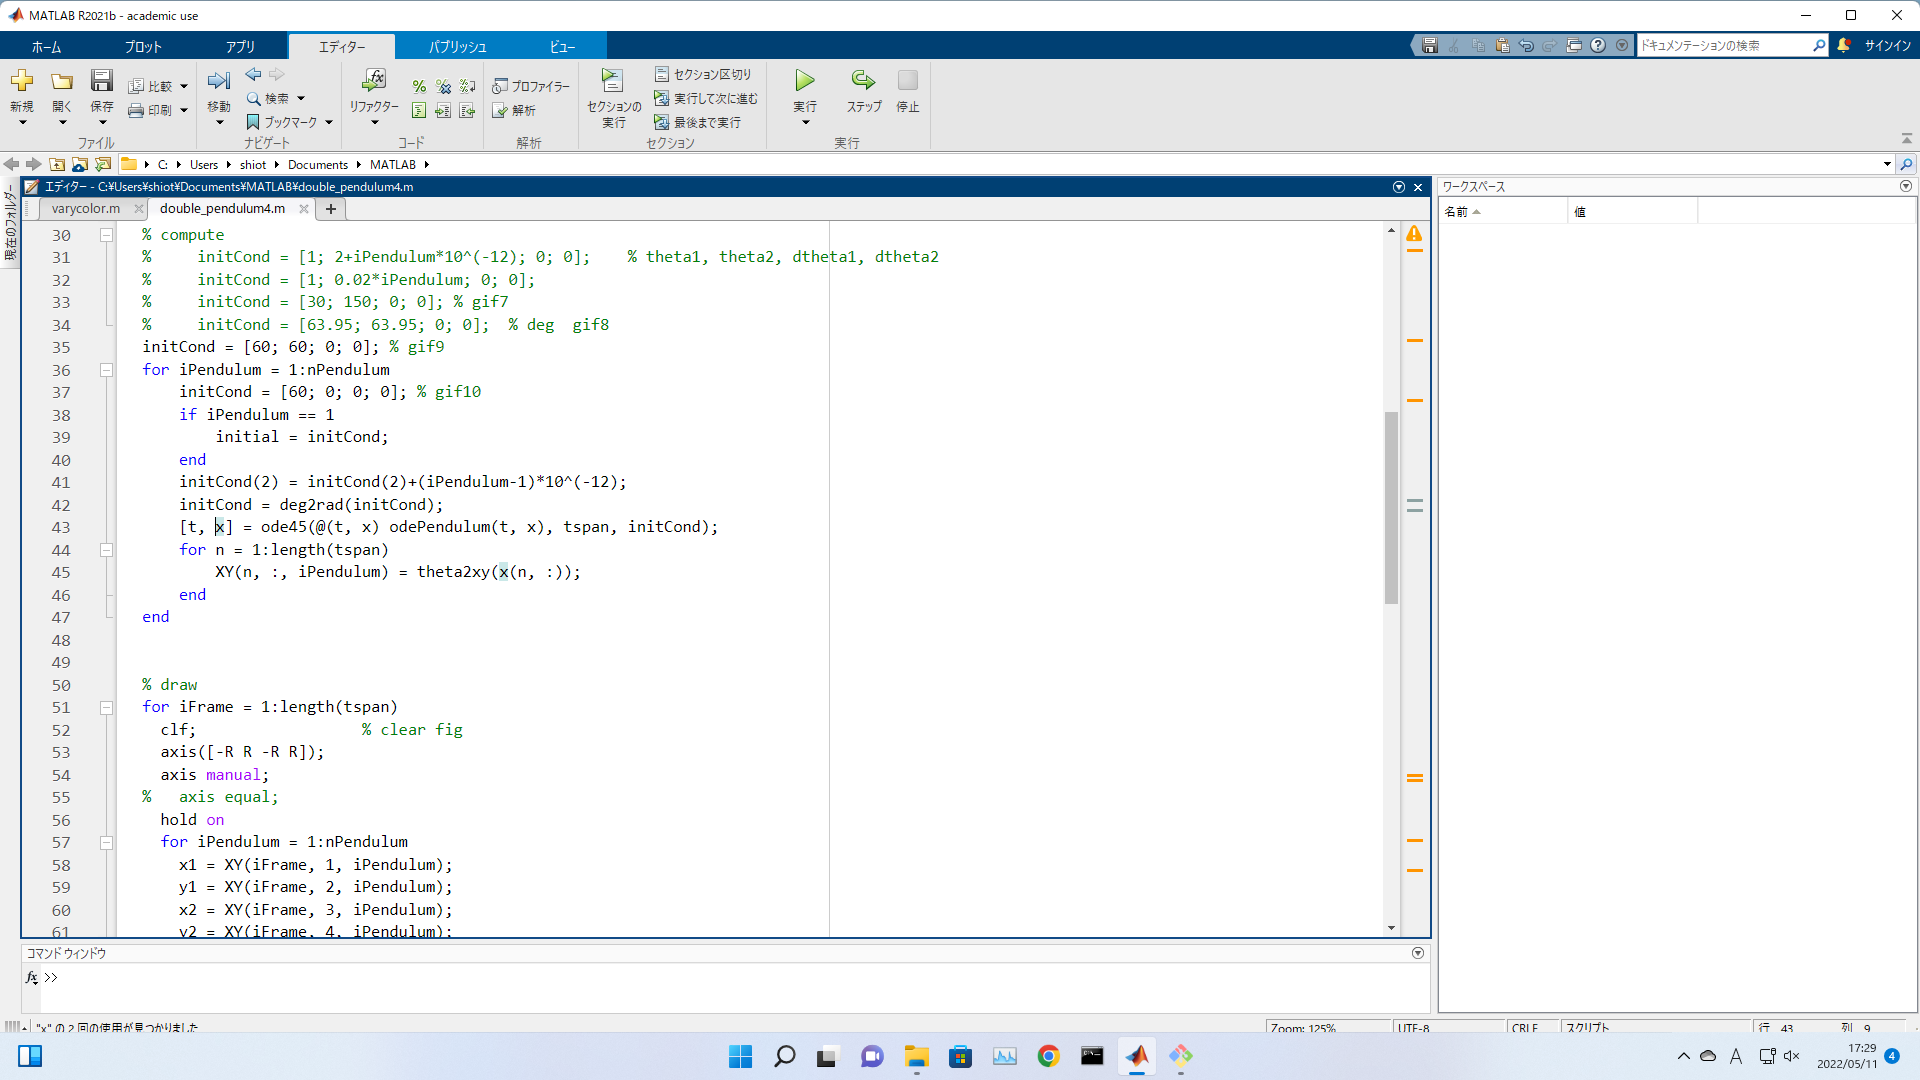 MATLAB R2021b - academic use
ホーム プロット アプリ エディター パブリッシュ ビュー
ドキュメンテーションの検索 サインイン
新規 開く 保存 比較 印刷
移動 検索 ブックマーク
リファクター
プロファイラー
解析
セクションの実行
セクション区切り
実行して次に進む
最後まで実行
実行 ステップ 停止
ファイル ナビゲート コード 解析 セクション 実行
C: Users shiot Documents MATLAB
現在のフォルダー
エディター - C:¥Users¥shiot¥Documents¥MATLAB¥double_pendulum4.m
varycolor.m double_pendulum4.m +
30 % compute
31 %     initCond = [1; 2+iPendulum*10^(-12); 0; 0];    % theta1, theta2, dtheta1, dtheta2
32 %     initCond = [1; 0.02*iPendulum; 0; 0];
33 %     initCond = [30; 150; 0; 0]; % gif7
34 %     initCond = [63.95; 63.95; 0; 0];  % deg  gif8
35 initCond = [60; 60; 0; 0]; % gif9
36 for iPendulum = 1:nPendulum
37     initCond = [60; 0; 0; 0]; % gif10
38     if iPendulum == 1
39         initial = initCond;
40     end
41     initCond(2) = initCond(2)+(iPendulum-1)*10^(-12);
42     initCond = deg2rad(initCond);
43     [t, x] = ode45(@(t, x) odePendulum(t, x), tspan, initCond);
44     for n = 1:length(tspan)
45         XY(n, :, iPendulum) = theta2xy(x(n, :));
46     end
47 end
48
49
50 % draw
51 for iFrame = 1:length(tspan)
52   clf;                  % clear fig
53   axis([-R R -R R]);
54   axis manual;
55 %   axis equal;
56   hold on
57   for iPendulum = 1:nPendulum
58     x1 = XY(iFrame, 1, iPendulum);
59     y1 = XY(iFrame, 2, iPendulum);
60     x2 = XY(iFrame, 3, iPendulum);
61     y2 = XY(iFrame, 4, iPendulum);
ワークスペース
名前 値
コマンド ウィンドウ
fx >>
"x" の 2 回の使用が見つかりました Zoom: 125% UTF-8 CRLF スクリプト 行 43 列 9
A 17:29
2022/05/11 4